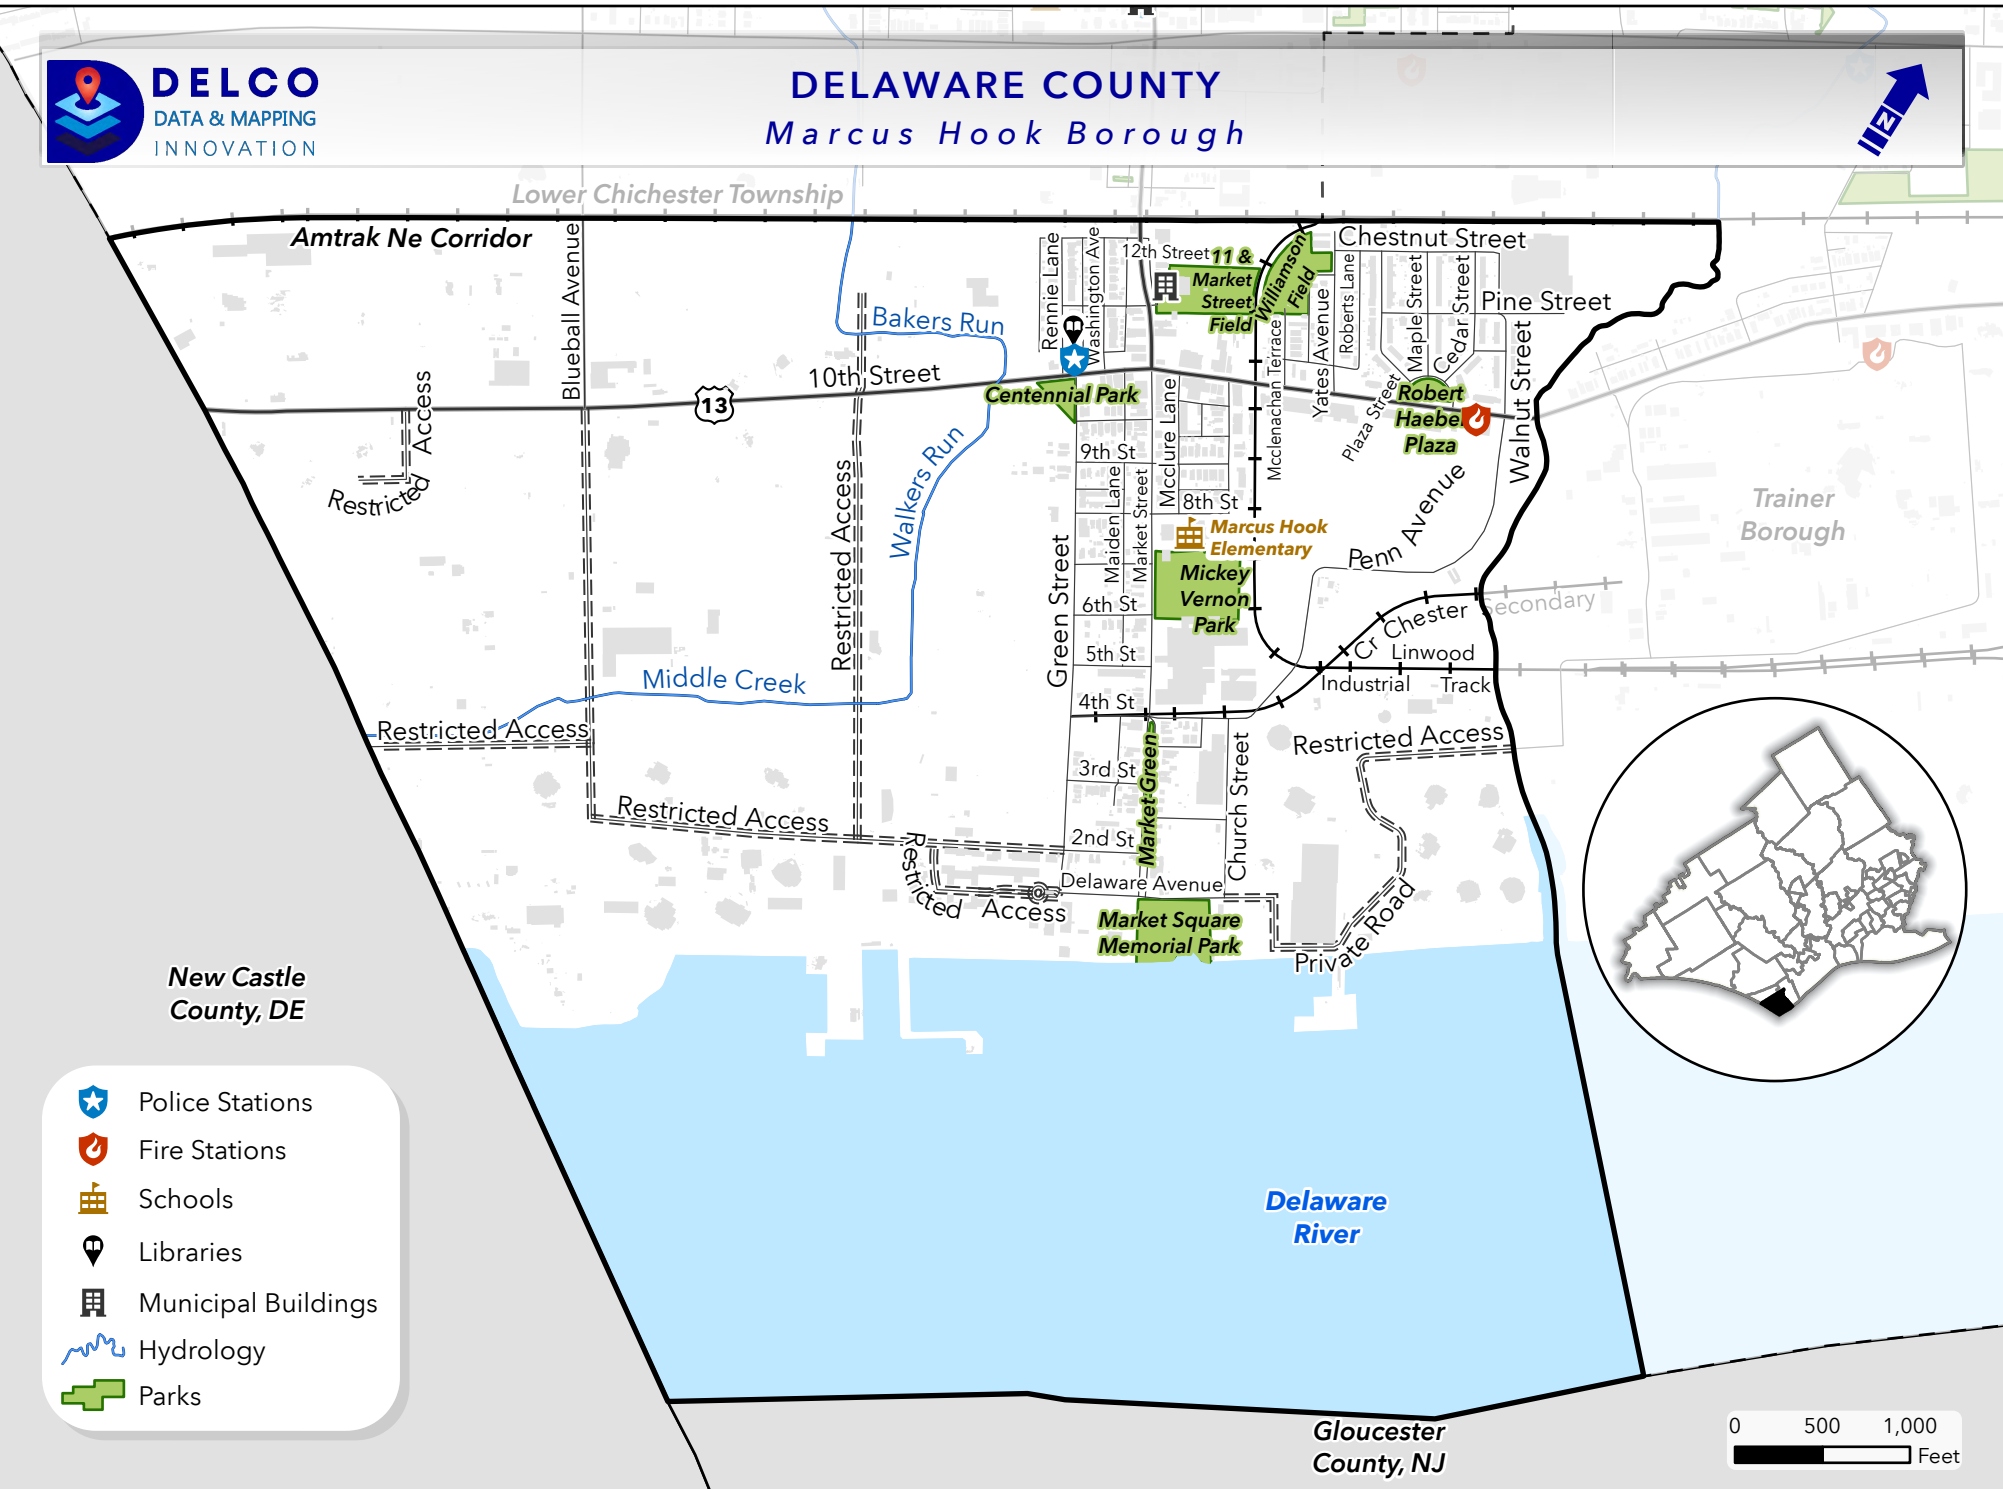 DELCO
DATA & MAPPING
INNOVATION
DELAWARE COUNTY
Marcus Hook Borough
N
Lower Chichester Township
Amtrak Ne Corridor
Blueball Avenue
Rennie Lane
Washington Ave
12th Street
11 &
Market
Street
Field
Williamson
Field
Chestnut Street
Roberts Lane
Yates Avenue
Maple Street
Cedar Street
Pine Street
Walnut Street
Bakers Run
10th Street
13
Centennial Park
Mcclenachan Terrace
Plaza Street
Robert
Haebel
Plaza
Restricted Access
Walkers Run
Restricted Access
9th St
Mcclure Lane
Maiden Lane
Market Street
8th St
Marcus Hook
Elementary
Mickey
Vernon
Park
Penn Avenue
Trainer
Borough
Green Street
6th St
5th St
4th St
Cr Chester Secondary
Linwood
Industrial Track
Middle Creek
Restricted Access
Restricted Access
Restricted Access
3rd St
Market Green
Church Street
2nd St
Restricted Access
Delaware Avenue
Market Square
Memorial Park
Private Road
New Castle
County, DE
Police Stations
Fire Stations
Schools
Libraries
Municipal Buildings
Hydrology
Parks
Delaware
River
Gloucester
County, NJ
0 500 1,000
Feet